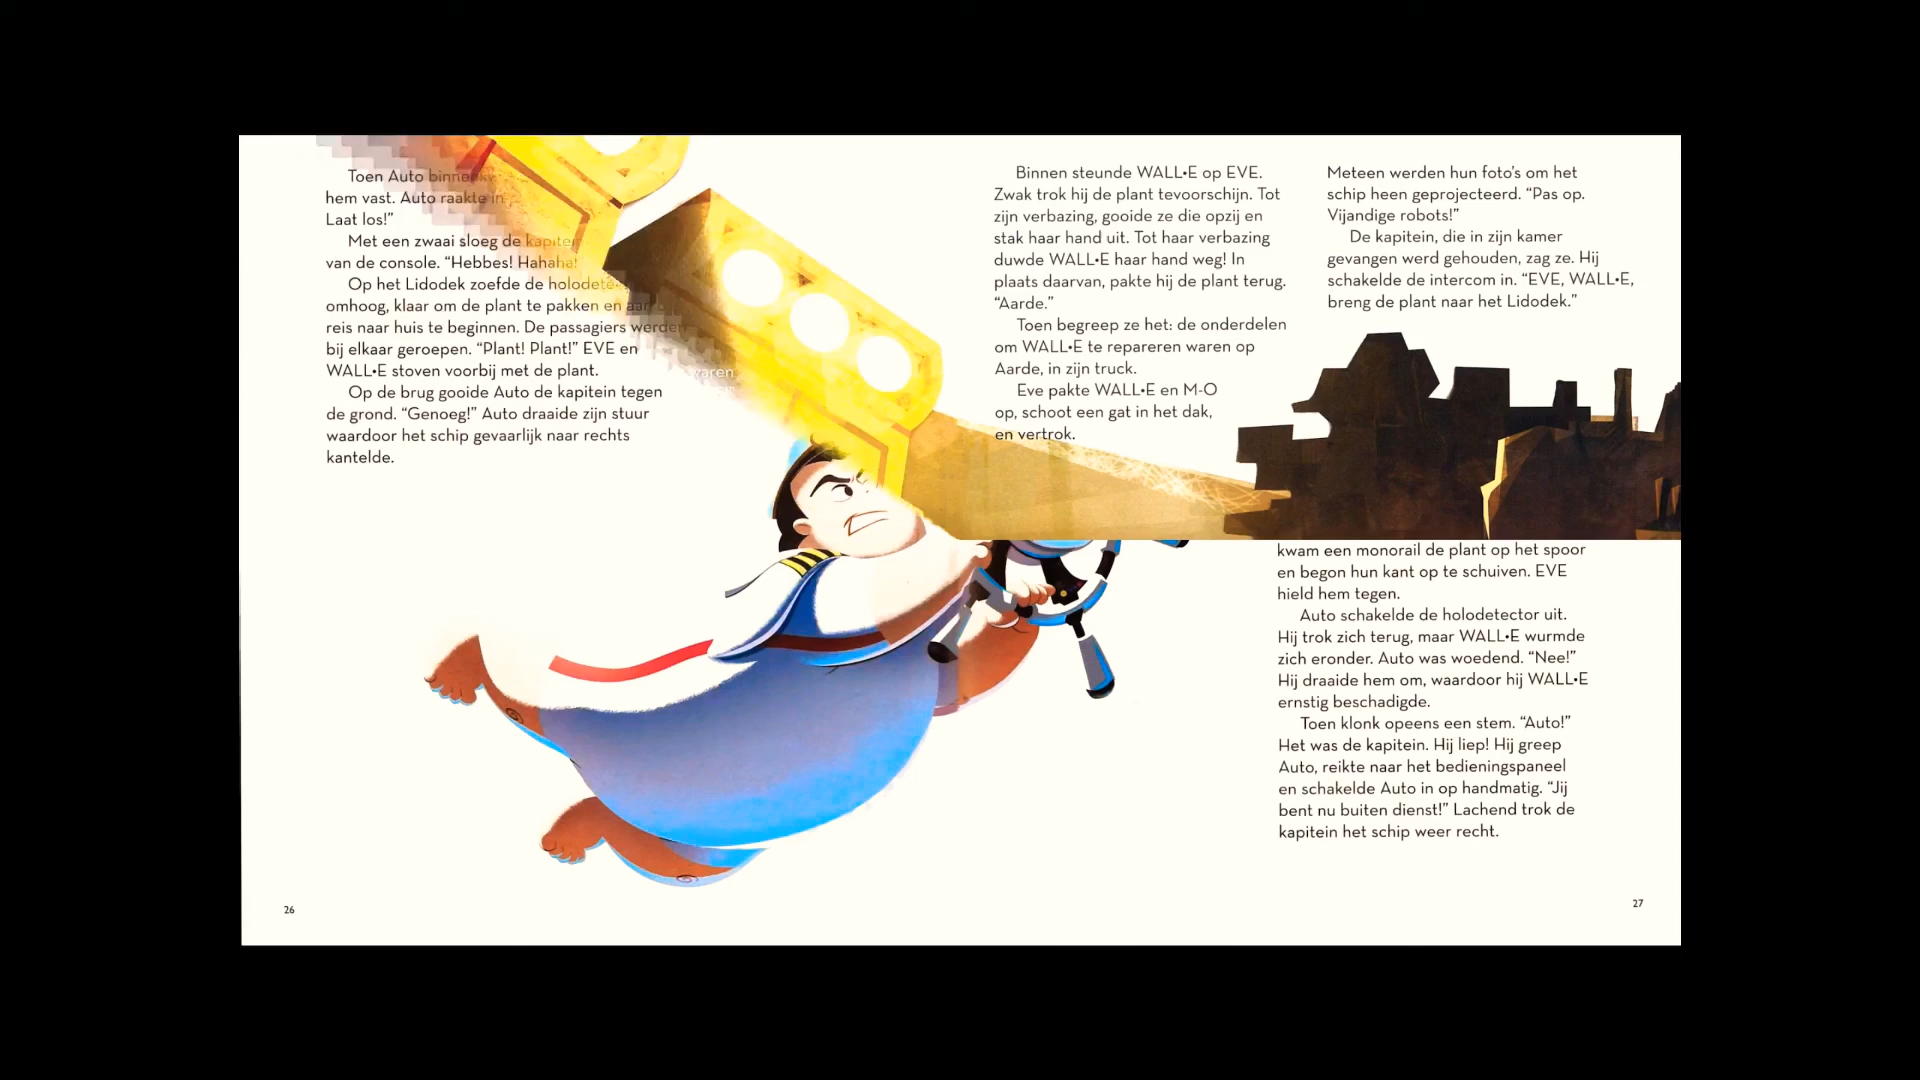 Toen Auto binnen
hem vast. Auto raakte in
Laat los!”
Met een zwaai sloeg de kapitein
van de console. “Hebbes! Hahaha!
Op het Lidodek zoefde de
omhoog, klaar om de plant te pakken en
reis naar huis te beginnen. De passagiers werden
bij elkaar geroepen. “Plant! Plant!” EVE en
WALL•E stoven voorbij met de plant.
waren
Op de brug gooide Auto de kapitein tegen
de grond. “Genoeg!” Auto draaide zijn stuur
waardoor het schip gevaarlijk naar rechts
kantelde.
26
Binnen steunde WALL•E op EVE.
Zwak trok hij de plant tevoorschijn. Tot
zijn verbazing, gooide ze die opzij en
stak haar hand uit. Tot haar verbazing
duwde WALL•E haar hand weg! In
plaats daarvan, pakte hij de plant terug.
“Aarde.”
Toen begreep ze het: de onderdelen
om WALL•E te repareren waren op
Aarde, in zijn truck.
Eve pakte WALL•E en M-O
op, schoot een gat in het dak,
en vertrok.
Meteen werden hun foto’s om het
schip heen geprojecteerd. “Pas op.
Vijandige robots!”
De kapitein, die in zijn kamer
gevangen werd gehouden, zag ze. Hij
schakelde de intercom in. “EVE, WALL•E,
breng de plant naar het Lidodek.”
kwam een monorail de plant op het spoor
en begon hun kant op te schuiven. EVE
hield hem tegen.
Auto schakelde de holodetector uit.
Hij trok zich terug, maar WALL•E wurmde
zich eronder. Auto was woedend. “Nee!”
Hij draaide hem om, waardoor hij WALL•E
ernstig beschadigde.
Toen klonk opeens een stem. “Auto!”
Het was de kapitein. Hij liep! Hij greep
Auto, reikte naar het bedieningspaneel
en schakelde Auto in op handmatig. “Jij
bent nu buiten dienst!” Lachend trok de
kapitein het schip weer recht.
27